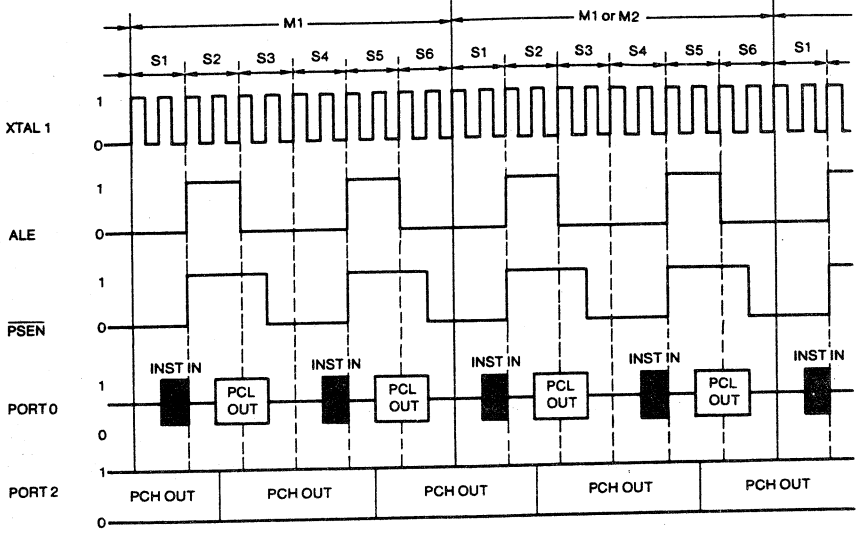 M1 M1 or M2
S1 S2 S3 S4 S5 S6 S1 S2 S3 S4 S5 S6 S1
1
XTAL 1
0
1
ALE
0
1
PSEN
0
INST IN INST IN INST IN INST IN INST IN
1
PCL OUT PCL OUT PCL OUT PCL OUT
PORT 0
0
1
PORT 2 PCH OUT PCH OUT PCH OUT PCH OUT PCH OUT
0